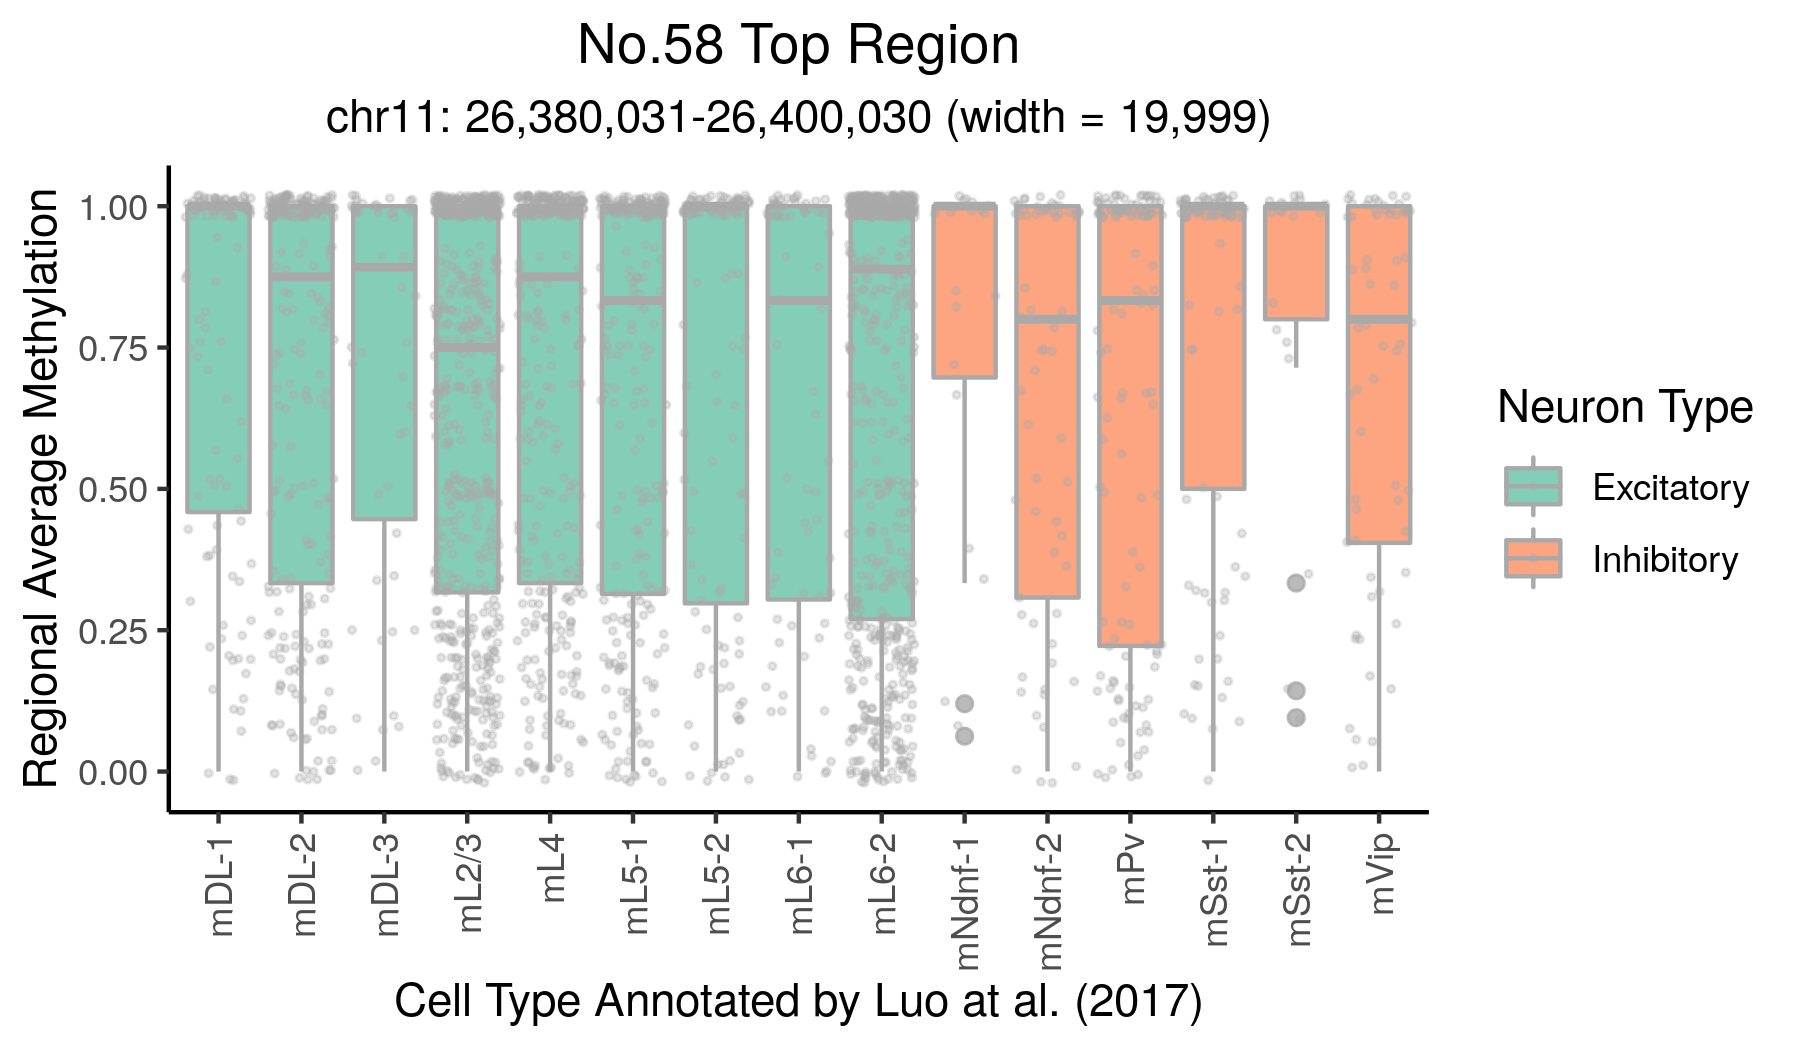 No.58 Top Region
chr11: 26,380,031-26,400,030 (width = 19,999)
Regional Average Methylation
1.00
0.75
0.50
0.25
0.00
mDL-1
mDL-2
mDL-3
mL2/3
mL4
mL5-1
mL5-2
mL6-1
mL6-2
mNdnf-1
mNdnf-2
mPv
mSst-1
mSst-2
mVip
Cell Type Annotated by Luo at al. (2017)
Neuron Type
Excitatory
Inhibitory